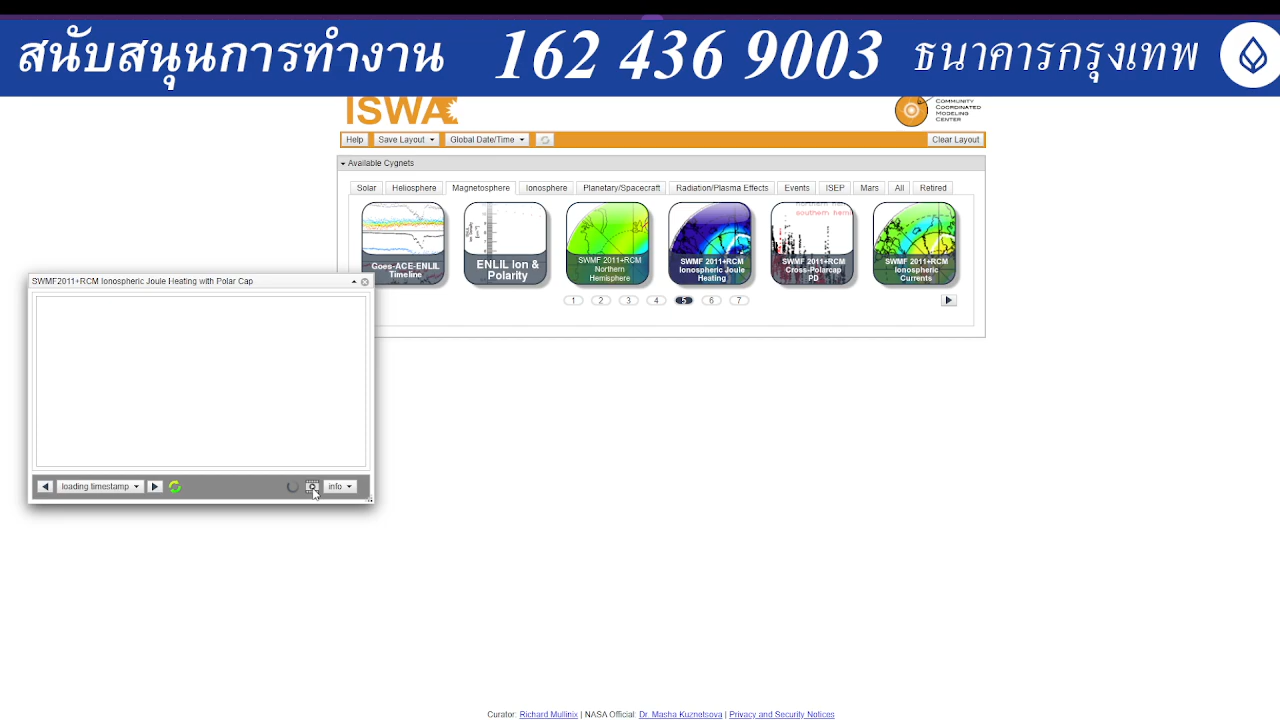 สนับสนุนการทำงาน 162 436 9003 ธนาคารกรุงเทพ
ISWA
COMMUNITY
COORDINATED
MODELING
CENTER
Help Save Layout Global Date/Time Clear Layout
Available Cygnets
Solar Heliosphere Magnetosphere Ionosphere Planetary/Spacecraft Radiation/Plasma Effects Events ISEP Mars All Retired
Goes-ACE-ENLIL
Timeline
ENLIL Ion &
Polarity
SWMF 2011+RCM
Northern
Hemisphere
SWMF 2011+RCM
Ionospheric Joule
Heating
southern hemi
SWMF 2011+RCM
Cross-Polarcap
PD
SWMF 2011+RCM
Ionospheric
Currents
1 2 3 4 5 6 7
SWMF2011+RCM Ionospheric Joule Heating with Polar Cap
loading timestamp info
Curator: Richard Mullinix | NASA Official: Dr. Masha Kuznetsova | Privacy and Security Notices